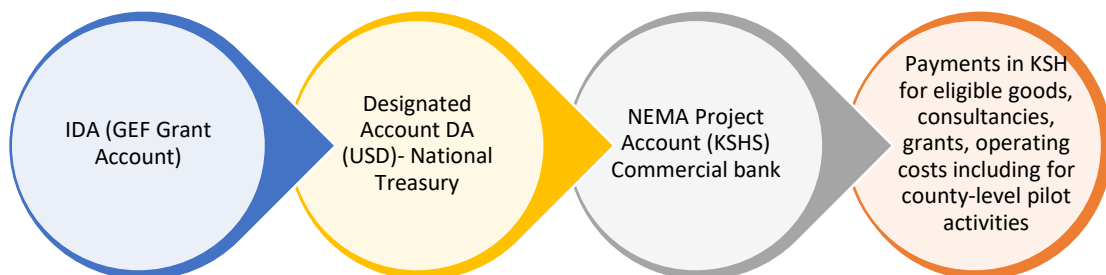 IDA (GEF Grant
Account)
Designated
Account DA
(USD)- National
Treasury
NEMA Project
Account (KSHS)
Commercial bank
Payments in KSH
for eligible goods,
consultancies,
grants, operating
costs including for
county-level pilot
activities